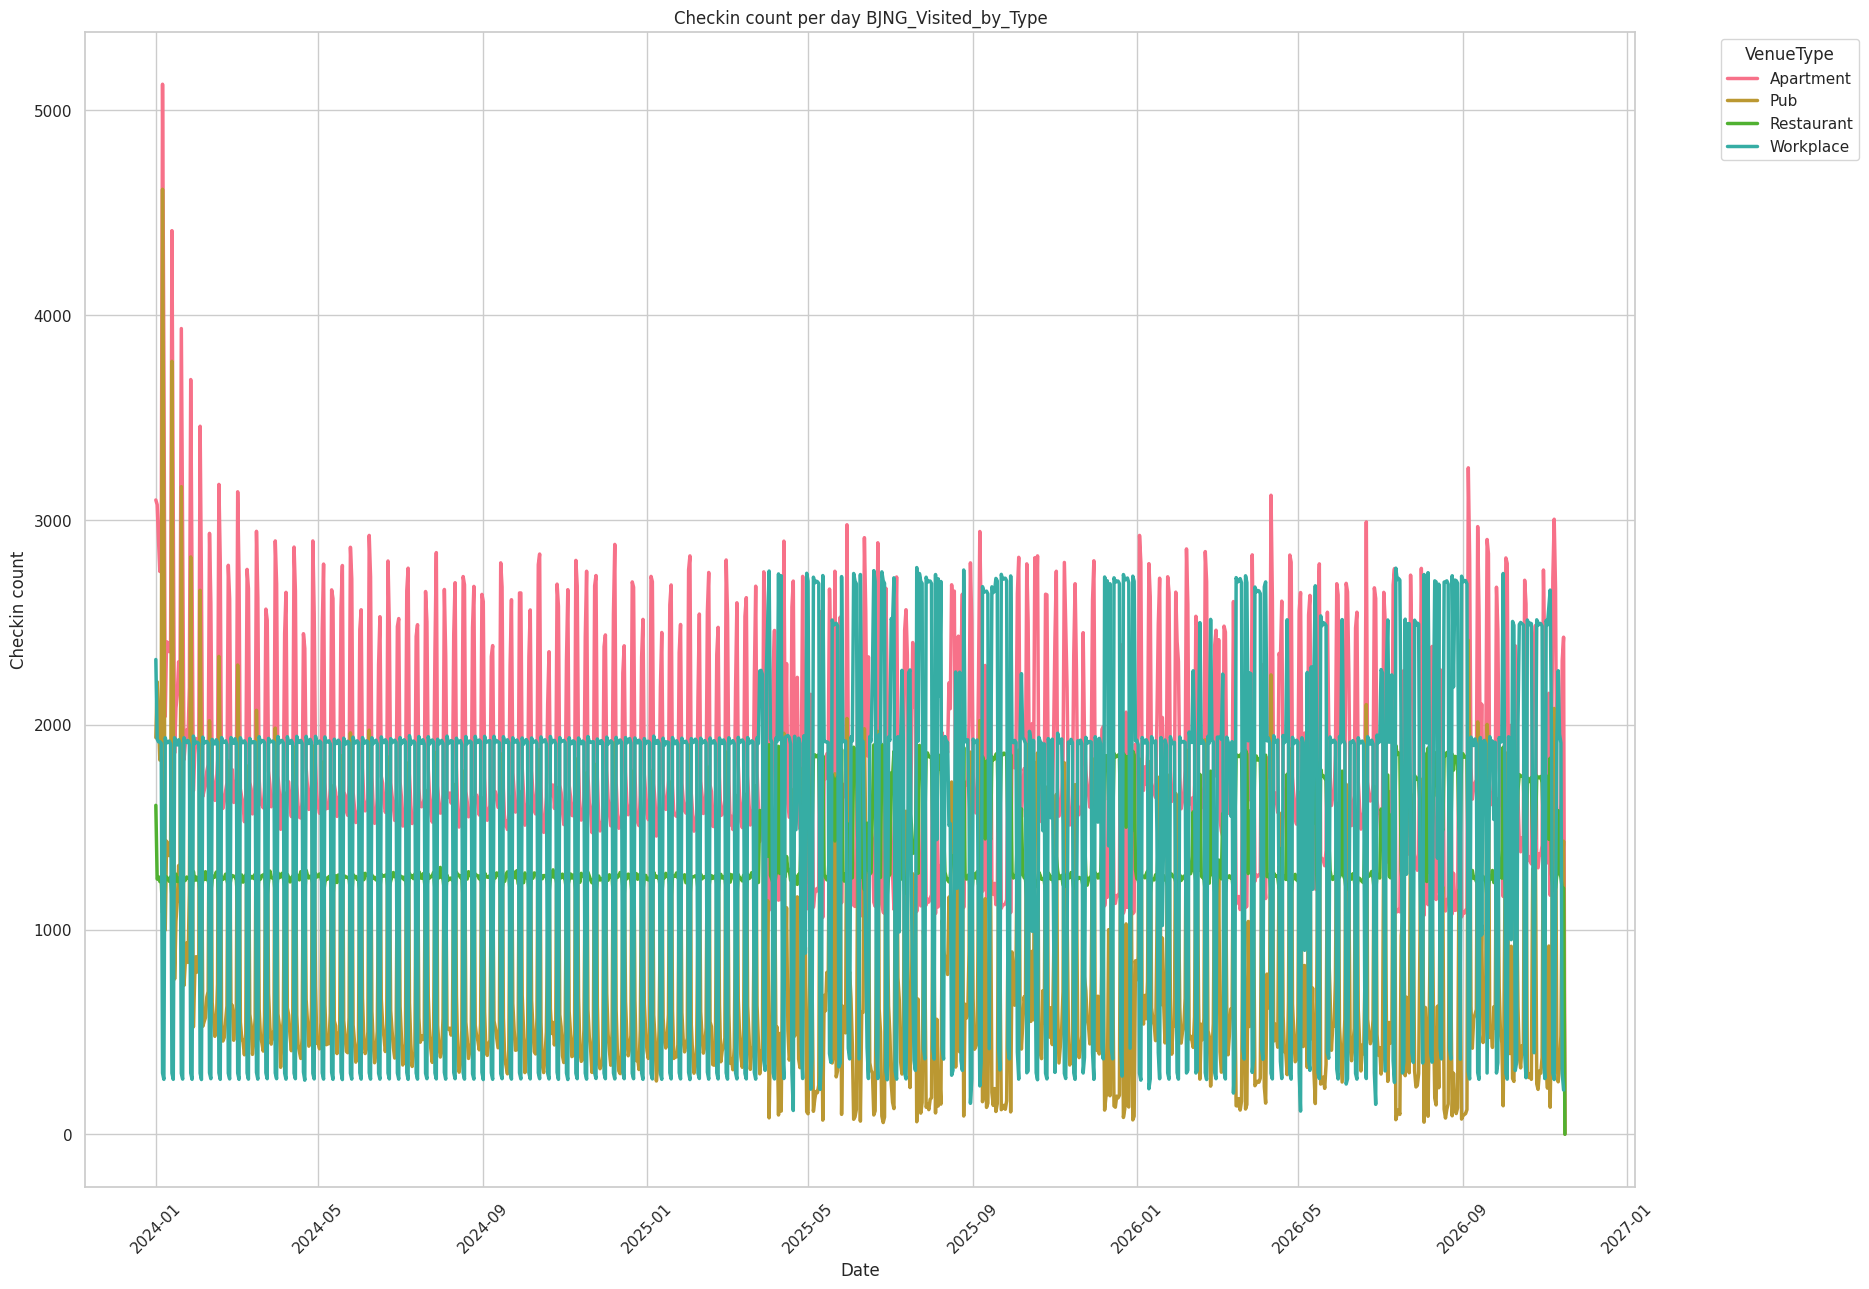 Checkin count per day BJNG_Visited_by_Type
VenueType
Apartment
Pub
Restaurant
Workplace
Checkin count
5000
4000
3000
2000
1000
0
2024-01
2024-05
2024-09
2025-01
2025-05
2025-09
2026-01
2026-05
2026-09
2027-01
Date